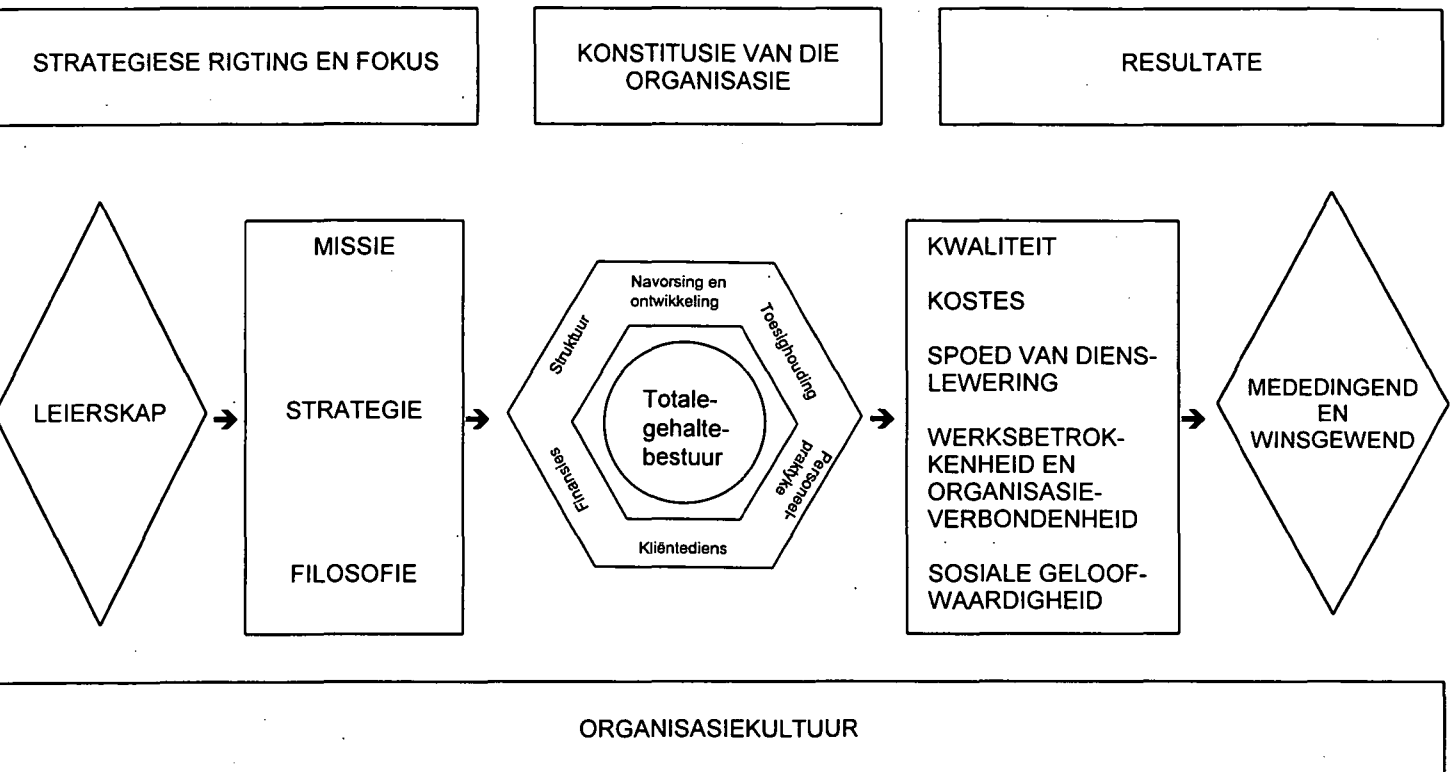 STRATEGIESE RIGTING EN FOKUS
KONSTITUSIE VAN DIE
ORGANISASIE
RESULTATE
LEIERSKAP
MISSIE
STRATEGIE
FILOSOFIE
Navorsing en
ontwikkeling
Toesighouding
Personeel-
praktyke
Kliëntediens
Finansies
Struktuur
Totale-
gehalte-
bestuur
KWALITEIT
KOSTES
SPOED VAN DIENS-
LEWERING
WERKSBETROK-
KENHEID EN
ORGANISASIE-
VERBONDENHEID
SOSIALE GELOOF-
WAARDIGHEID
MEDEDINGEND
EN
WINSGEWEND
ORGANISASIEKULTUUR